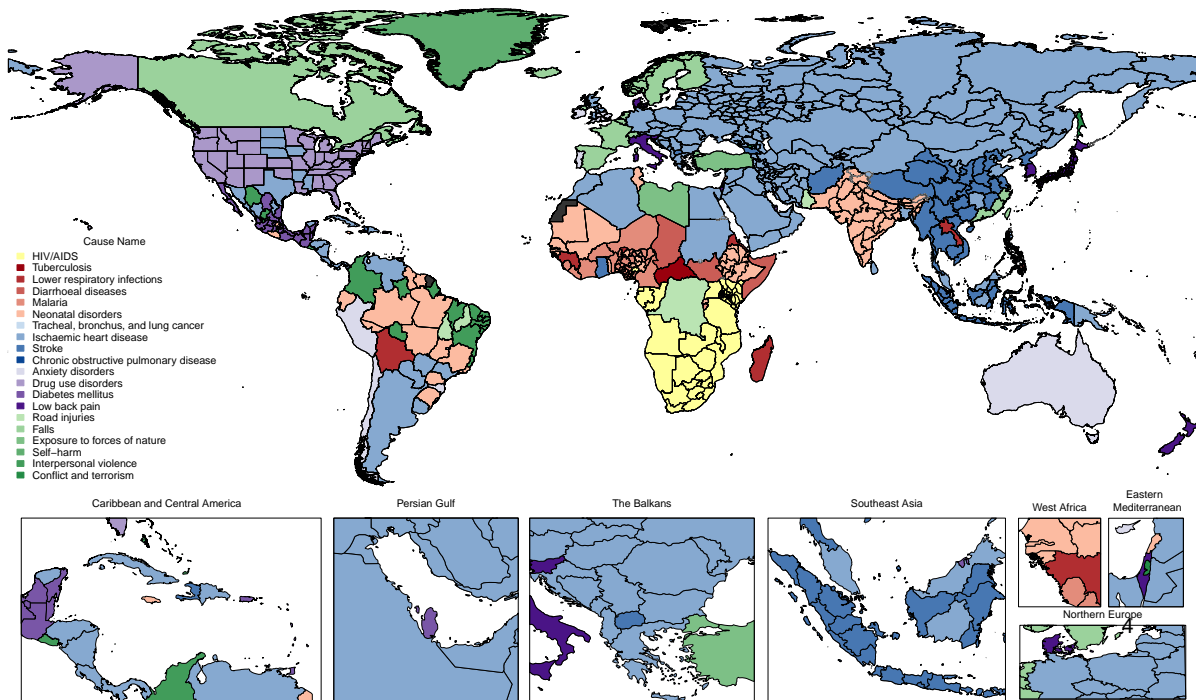 Cause Name
HIV/AIDS
Tuberculosis
Lower respiratory infections
Diarrhoeal diseases
Malaria
Neonatal disorders
Tracheal, bronchus, and lung cancer
Ischaemic heart disease
Stroke
Chronic obstructive pulmonary disease
Anxiety disorders
Drug use disorders
Diabetes mellitus
Low back pain
Road injuries
Falls
Exposure to forces of nature
Self−harm
Interpersonal violence
Conflict and terrorism
Caribbean and Central America
Persian Gulf
The Balkans
Southeast Asia
West Africa
Eastern
Mediterranean
Northern Europe
4